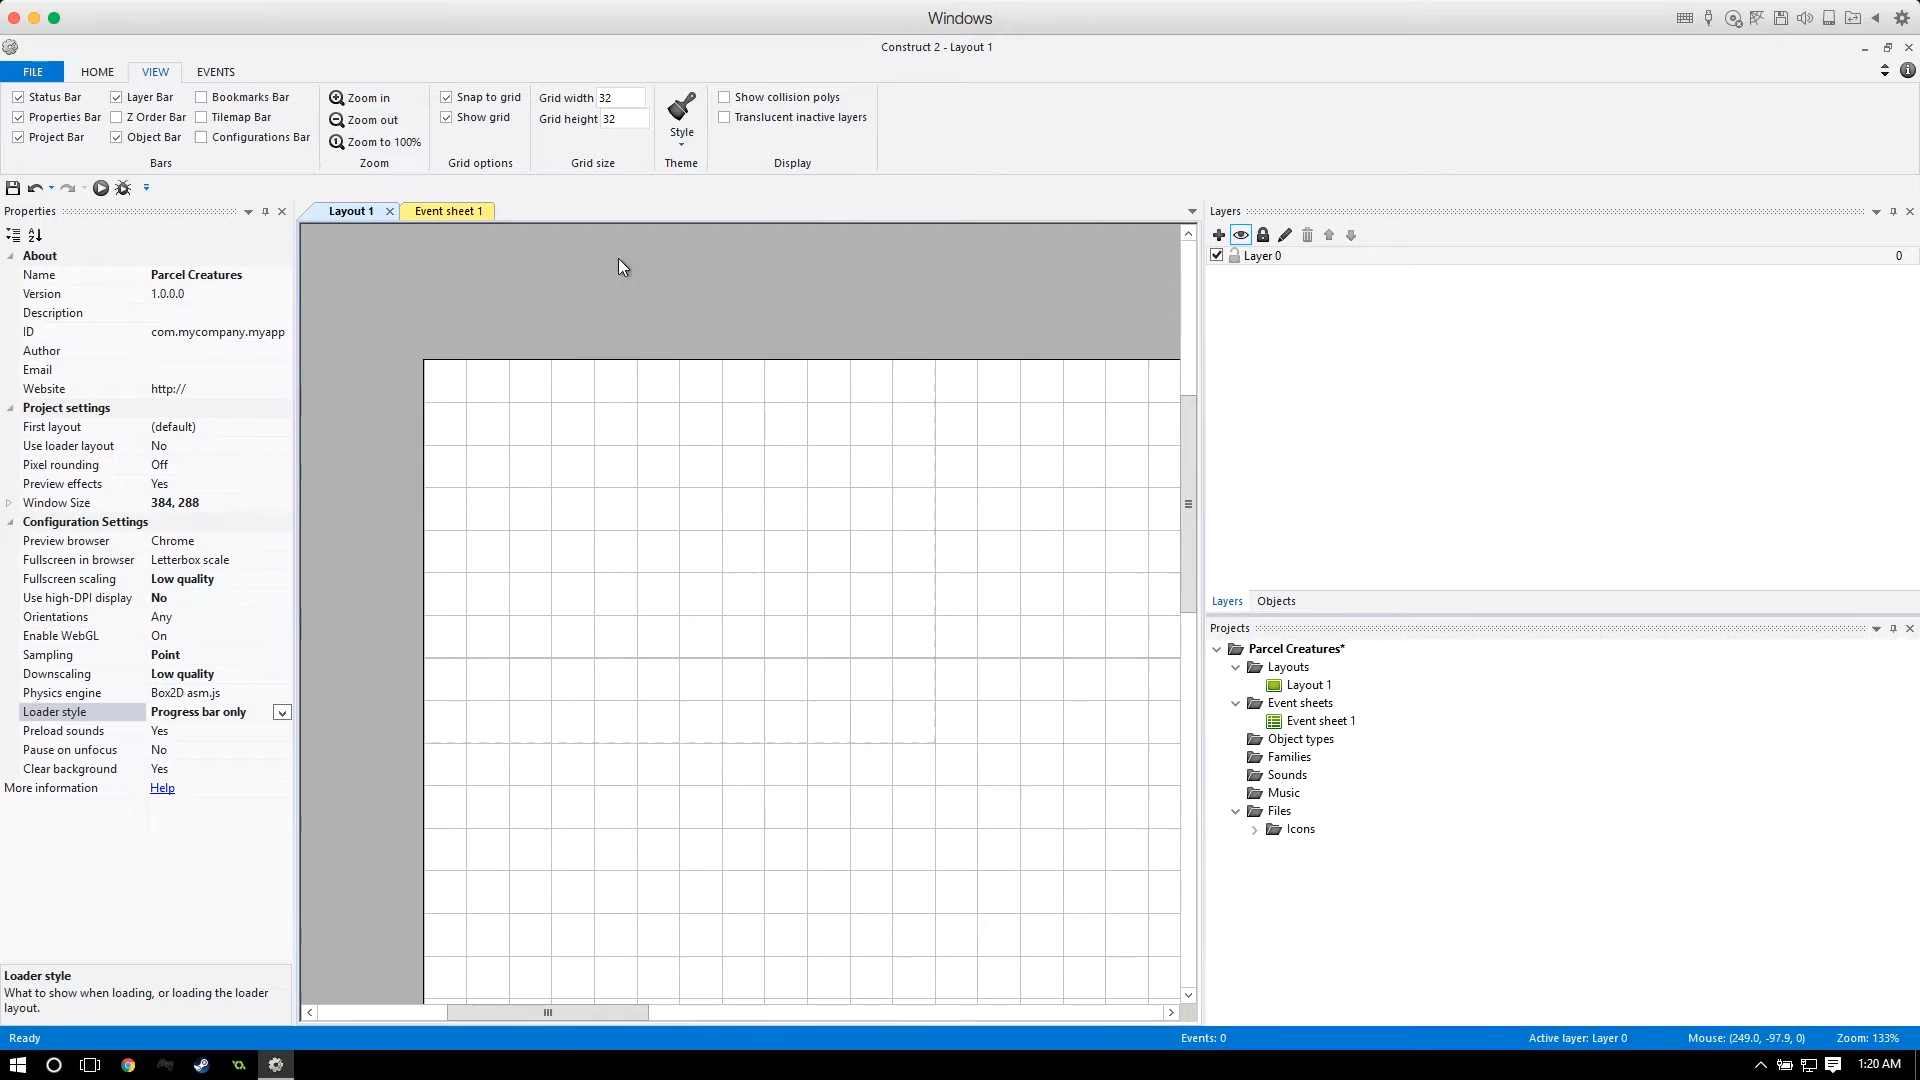 Windows
Construct 2 - Layout 1
FILE HOME VIEW EVENTS
Status Bar Layer Bar Bookmarks Bar
Properties Bar Z Order Bar Tilemap Bar
Project Bar Object Bar Configurations Bar
Bars
Zoom in
Zoom out
Zoom to 100%
Zoom
Snap to grid
Show grid
Grid options
Grid width 32
Grid height 32
Grid size
Style
Theme
Show collision polys
Translucent inactive layers
Display
Properties
About
Name Parcel Creatures
Version 1.0.0.0
Description
ID com.mycompany.myapp
Author
Email
Website http://
Project settings
First layout (default)
Use loader layout No
Pixel rounding Off
Preview effects Yes
Window Size 384, 288
Configuration Settings
Preview browser Chrome
Fullscreen in browser Letterbox scale
Fullscreen scaling Low quality
Use high-DPI display No
Orientations Any
Enable WebGL On
Sampling Point
Downscaling Low quality
Physics engine Box2D asm.js
Loader style Progress bar only
Preload sounds Yes
Pause on unfocus No
Clear background Yes
More information Help
Loader style
What to show when loading, or loading the loader
layout.
Layout 1 Event sheet 1
Layers
Layer 0 0
Layers Objects
Projects
Parcel Creatures*
Layouts
Layout 1
Event sheets
Event sheet 1
Object types
Families
Sounds
Music
Files
Icons
Ready Events: 0 Active layer: Layer 0 Mouse: (249.0, -97.9, 0) Zoom: 133%
1:20 AM